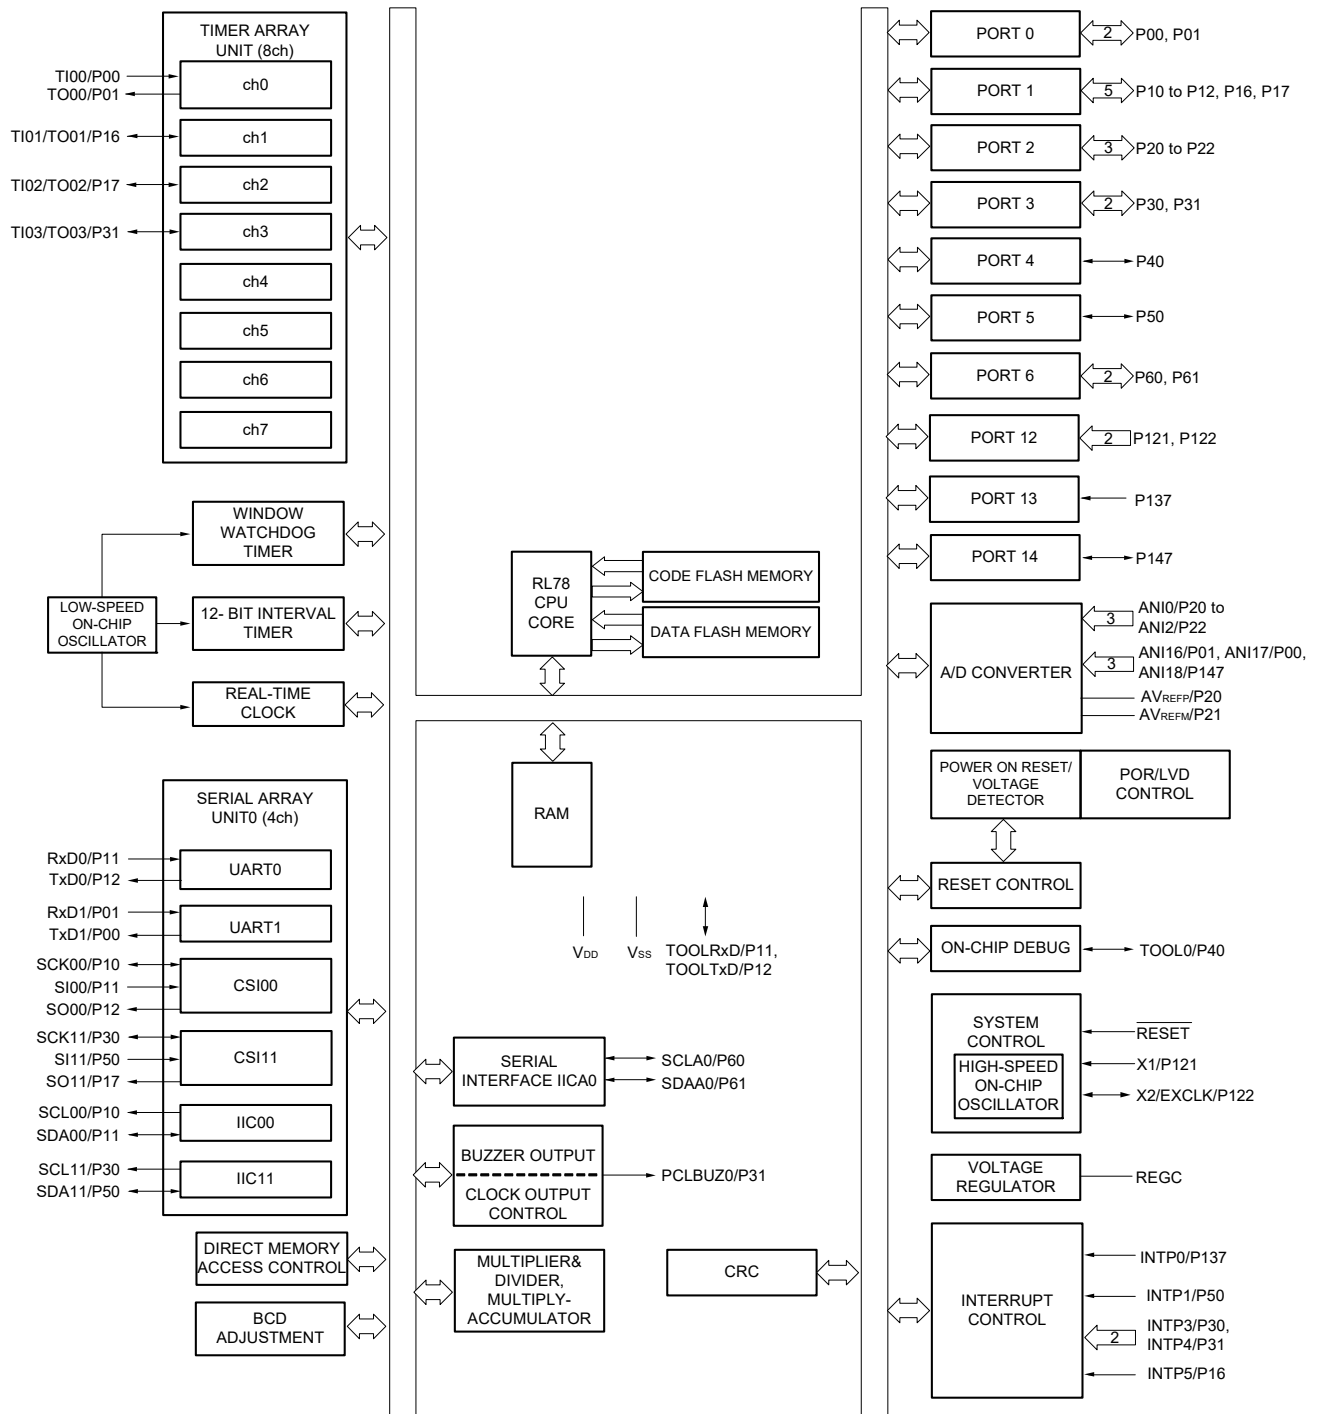 TIMER ARRAY
UNIT (8ch)
TI00/P00
TO00/P01
ch0
TI01/TO01/P16
ch1
TI02/TO02/P17
ch2
TI03/TO03/P31
ch3
ch4
ch5
ch6
ch7
WINDOW
WATCHDOG
TIMER
LOW-SPEED
ON-CHIP
OSCILLATOR
12- BIT INTERVAL
TIMER
REAL-TIME
CLOCK
SERIAL ARRAY
UNIT0 (4ch)
RxD0/P11
TxD0/P12
UART0
RxD1/P01
TxD1/P00
UART1
SCK00/P10
SI00/P11
SO00/P12
CSI00
SCK11/P30
SI11/P50
SO11/P17
CSI11
SCL00/P10
SDA00/P11
IIC00
SCL11/P30
SDA11/P50
IIC11
DIRECT MEMORY
ACCESS CONTROL
BCD
ADJUSTMENT
RL78
CPU
CORE
CODE FLASH MEMORY
DATA FLASH MEMORY
RAM
VDD
VSS
TOOLRxD/P11,
TOOLTxD/P12
SERIAL
INTERFACE IICA0
SCLA0/P60
SDAA0/P61
BUZZER OUTPUT
CLOCK OUTPUT
CONTROL
PCLBUZ0/P31
MULTIPLIER&
DIVIDER,
MULTIPLY-
ACCUMULATOR
CRC
PORT 0
2
P00, P01
PORT 1
5
P10 to P12, P16, P17
PORT 2
3
P20 to P22
PORT 3
2
P30, P31
PORT 4
P40
PORT 5
P50
PORT 6
2
P60, P61
PORT 12
2
P121, P122
PORT 13
P137
PORT 14
P147
A/D CONVERTER
3
ANI0/P20 to
ANI2/P22
3
ANI16/P01, ANI17/P00,
ANI18/P147
AVREFP/P20
AVREFM/P21
POWER ON RESET/
VOLTAGE
DETECTOR
POR/LVD
CONTROL
RESET CONTROL
ON-CHIP DEBUG
TOOL0/P40
SYSTEM
CONTROL
HIGH-SPEED
ON-CHIP
OSCILLATOR
RESET
X1/P121
X2/EXCLK/P122
VOLTAGE
REGULATOR
REGC
INTERRUPT
CONTROL
INTP0/P137
INTP1/P50
2
INTP3/P30,
INTP4/P31
INTP5/P16